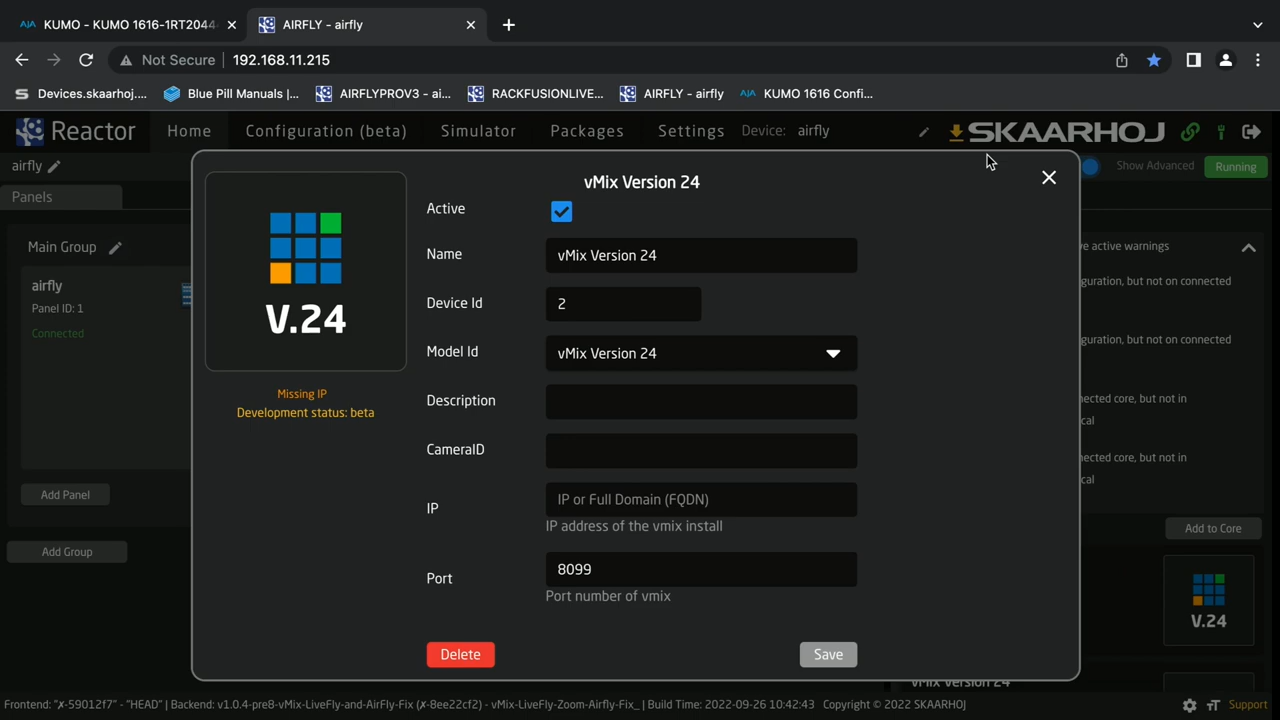 KUMO - KUMO 1616-1RT2044
AIRFLY - airfly
Not Secure
192.168.11.215
Devices.skaarhoj....
Blue Pill Manuals |...
AIRFLYPROV3 - ai...
RACKFUSIONLIVE...
AIRFLY - airfly
AJA
KUMO 1616 Confi...
Reactor
Home
Configuration (beta)
Simulator
Packages
Settings
Device: airfly
SKAARHOJ
airfly
Show Advanced
Running
Panels
vMix Version 24
Active
Main Group
airfly
Panel ID: 1
Connected
Add Panel
Add Group
V.24
Missing IP
Development status: beta
Name
vMix Version 24
Device Id
2
Model Id
vMix Version 24
Description
CameraID
IP
IP or Full Domain (FQDN)
IP address of the vmix install
Port
8099
Port number of vmix
Delete
Save
ve active warnings
guration, but not on connected
guration, but not on connected
nected core, but not in
cal
nected core, but not in
cal
Add to Core
V.24
vMix Version 24
Frontend: "✗-59012f7" - "HEAD" | Backend: v1.0.4-pre8-vMix-LiveFly-and-AirFly-Fix (✗-8ee22cf2) - vMix-LiveFly-Zoom-Airfly-Fix_ | Build Time: 2022-09-26 10:42:43 Copyright © 2022 SKAARHOJ
Support